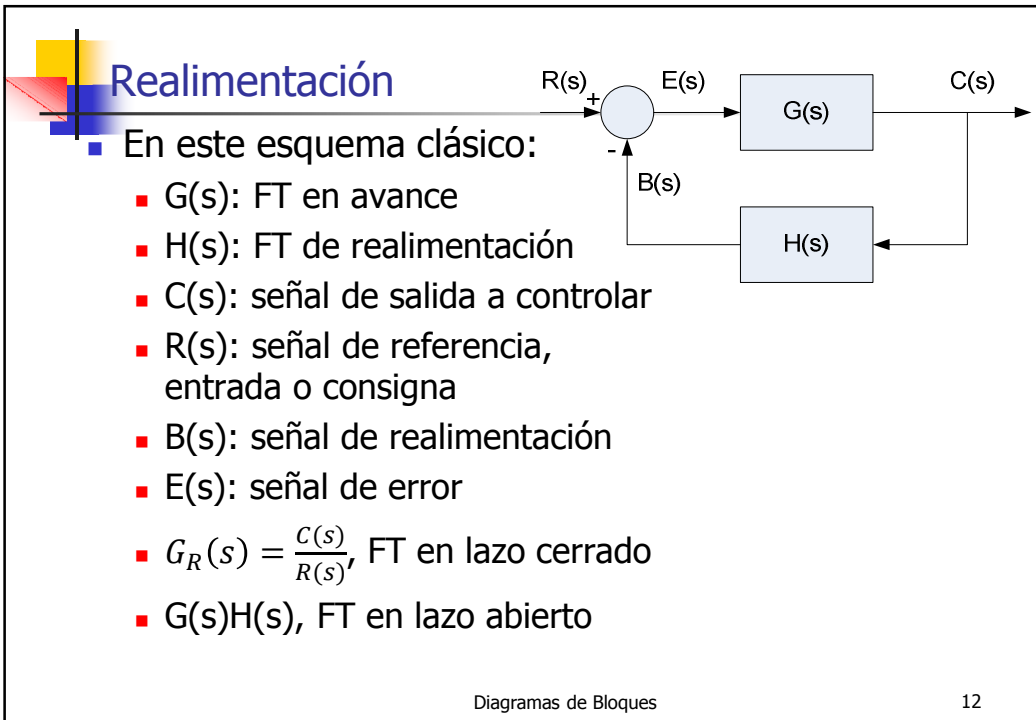 Realimentación
R(s)
+
E(s)
G(s)
C(s)
-
B(s)
H(s)
En este esquema clásico:
G(s): FT en avance
H(s): FT de realimentación
C(s): señal de salida a controlar
R(s): señal de referencia,
entrada o consigna
B(s): señal de realimentación
E(s): señal de error
G_R(s) = C(s)/R(s), FT en lazo cerrado
G(s)H(s), FT en lazo abierto
Diagramas de Bloques
12